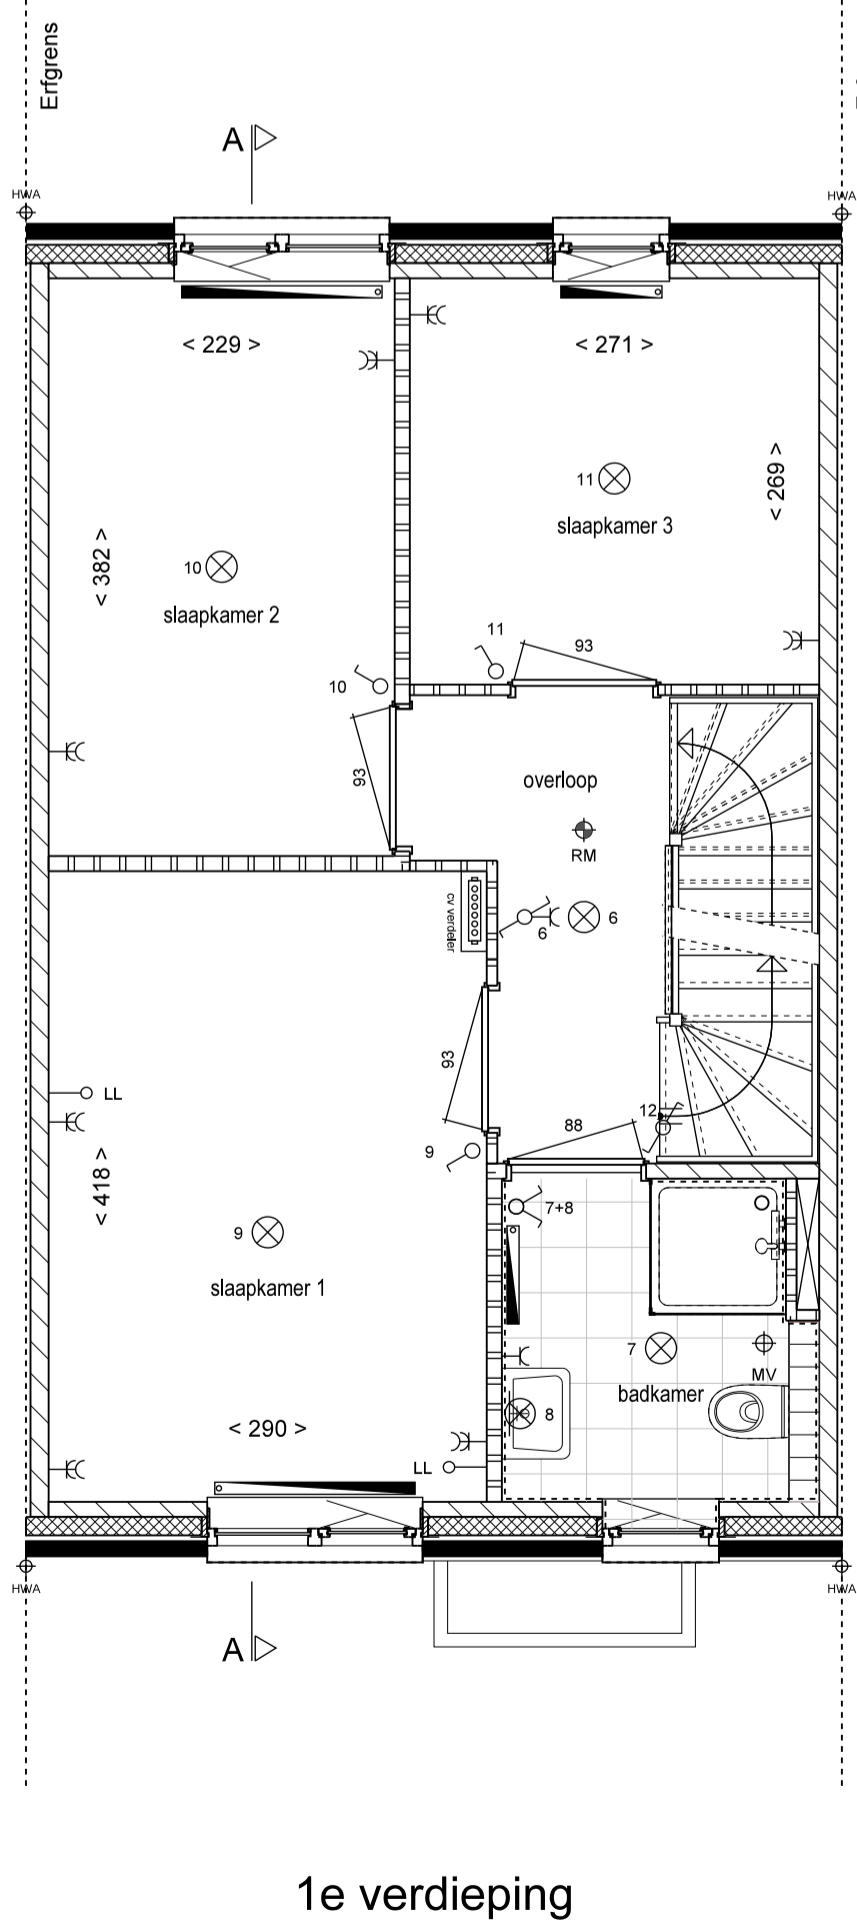 Erfgrens
A
HWA
HWA
< 229 >
< 271 >
11
< 269 >
slaapkamer 3
< 382 >
10
slaapkamer 2
11
93
10
93
overloop
RM
cv verdeler
6
6
93
LL
12
88
9
< 418 >
7+8
9
slaapkamer 1
7
MV
badkamer
8
< 290 >
LL
HWA
HWA
A
1e verdieping